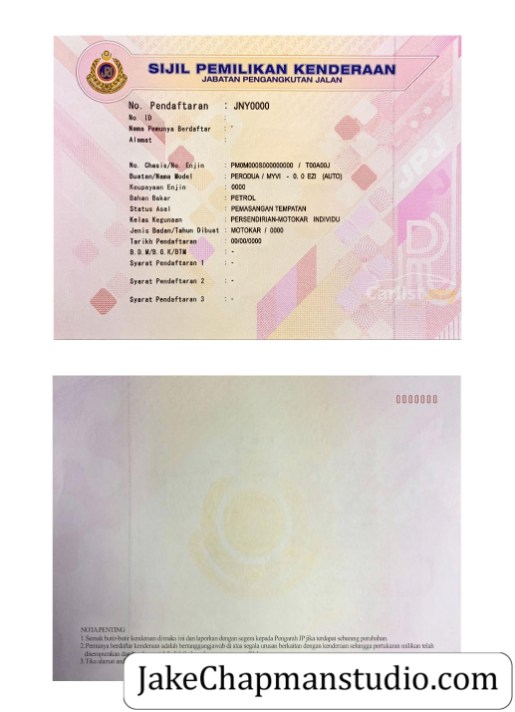 SIJIL PEMILIKAN KENDERAAN
JABATAN PENGANGKUTAN JALAN
No. Pendaftaran : JNY0000
No. ID :
Nama Pemunya Berdaftar : '
Alamat :
No. Chasis/No. Enjin : PM0M000S000000000 / T00A00J
Buatan/Nama Model : PERODUA / MYVI - 0.0 EZI (AUTO)
Keupayaan Enjin : 0000
Bahan Bakar : PETROL
Status Asal : PEMASANGAN TEMPATAN
Kelas Kegunaan : PERSENDIRIAN-MOTOKAR INDIVIDU
Jenis Badan/Tahun Dibuat : MOTOKAR / 0000
Tarikh Pendaftaran : 00/00/0000
B.D.M/B.G.K/BTM : -
Syarat Pendaftaran 1 : -
Syarat Pendaftaran 2 : -
Syarat Pendaftaran 3 : -
JPJ
Carlist
0000000
NOTA PENTING
1. Semak butir-butir kenderaan di muka ini dan laporkan dengan segera kepada Pengarah JPJ jika terdapat sebarang perubahan.
2. Pemunya berdaftar kenderaan adalah bertanggungjawab di atas segala urusan berkaitan dengan kenderaan sehingga pertukaran milikan telah
3. Jika alamat
JakeChapmanstudio.com